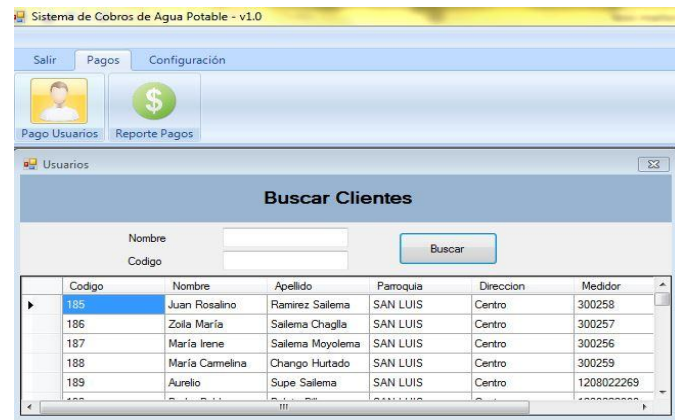 Sistema de Cobros de Agua Potable - v1.0
Salir Pagos Configuración
Pago Usuarios Reporte Pagos
Usuarios
Buscar Clientes
Nombre
Buscar
Codigo
Codigo Nombre Apellido Parroquia Direccion Medidor
185 Juan Rosalino Ramirez Sailema SAN LUIS Centro 300258
186 Zoila María Sailema Chaglla SAN LUIS Centro 300257
187 María Irene Sailema Moyolema SAN LUIS Centro 300256
188 María Carmelina Chango Hurtado SAN LUIS Centro 300259
189 Aurelio Supe Sailema SAN LUIS Centro 1208022269